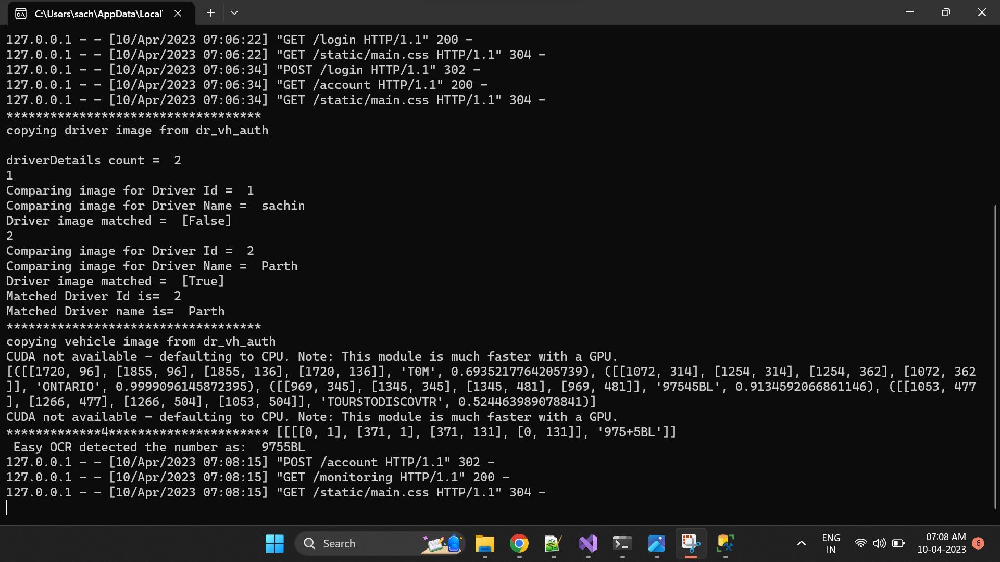 C:\Users\sach\AppData\Local'
127.0.0.1 - - [10/Apr/2023 07:06:22] "GET /login HTTP/1.1" 200 -
127.0.0.1 - - [10/Apr/2023 07:06:22] "GET /static/main.css HTTP/1.1" 304 -
127.0.0.1 - - [10/Apr/2023 07:06:34] "POST /login HTTP/1.1" 302 -
127.0.0.1 - - [10/Apr/2023 07:06:34] "GET /account HTTP/1.1" 200 -
127.0.0.1 - - [10/Apr/2023 07:06:34] "GET /static/main.css HTTP/1.1" 304 -
***********************************
copying driver image from dr_vh_auth
driverDetails count =  2
1
Comparing image for Driver Id =  1
Comparing image for Driver Name =  sachin
Driver image matched =  [False]
2
Comparing image for Driver Id =  2
Comparing image for Driver Name =  Parth
Driver image matched =  [True]
Matched Driver Id is=  2
Matched Driver name is=  Parth
***********************************
copying vehicle image from dr_vh_auth
CUDA not available - defaulting to CPU. Note: This module is much faster with a GPU.
[([[1720, 96], [1855, 96], [1855, 136], [1720, 136]], 'T0M', 0.6935217764205739), ([[1072, 314], [1254, 314], [1254, 362], [1072, 362
]], 'ONTARIO', 0.9999096145872395), ([[969, 345], [1345, 345], [1345, 481], [969, 481]], '97545BL', 0.9134592066861146), ([[1053, 477
], [1266, 477], [1266, 504], [1053, 504]], 'TOURSTODISCOVTR', 0.524463989078841)]
CUDA not available - defaulting to CPU. Note: This module is much faster with a GPU.
*************4********************** [[[[0, 1], [371, 1], [371, 131], [0, 131]], '975+5BL']]
 Easy OCR detected the number as:  9755BL
127.0.0.1 - - [10/Apr/2023 07:08:15] "POST /account HTTP/1.1" 302 -
127.0.0.1 - - [10/Apr/2023 07:08:15] "GET /monitoring HTTP/1.1" 200 -
127.0.0.1 - - [10/Apr/2023 07:08:15] "GET /static/main.css HTTP/1.1" 304 -
Search
ENG
IN
07:08 AM
10-04-2023
6